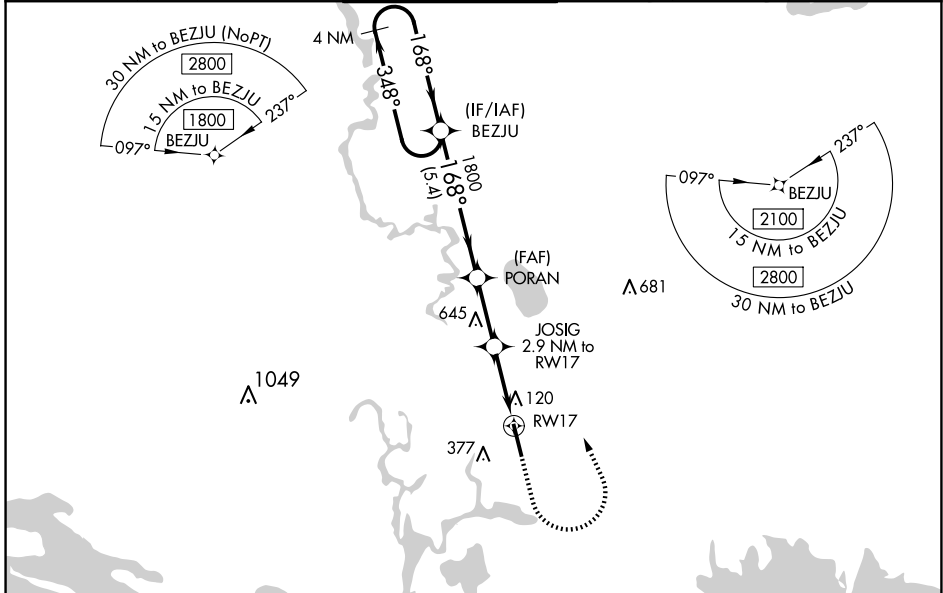 30 NM to BEZJU (NoPT)
2800
15 NM to BEZJU
1800
BEZJU
097°
237°
4 NM
168°
348°
(IF/IAF)
BEZJU
1800
168°
(5.4)
(FAF)
PORAN
645
681
JOSIG
2.9 NM to
RW17
120
RW17
377
1049
097°
237°
BEZJU
2100
15 NM to BEZJU
2800
30 NM to BEZJU